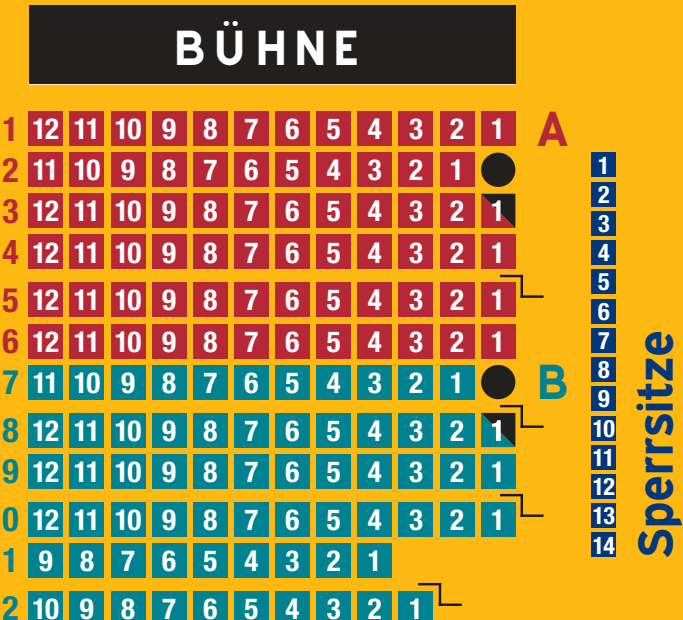 BÜHNE
1 12 11 10 9 8 7 6 5 4 3 2 1 A
2 11 10 9 8 7 6 5 4 3 2 1
3 12 11 10 9 8 7 6 5 4 3 2 1
4 12 11 10 9 8 7 6 5 4 3 2 1
5 12 11 10 9 8 7 6 5 4 3 2 1
6 12 11 10 9 8 7 6 5 4 3 2 1
7 11 10 9 8 7 6 5 4 3 2 1 B
8 12 11 10 9 8 7 6 5 4 3 2 1
9 12 11 10 9 8 7 6 5 4 3 2 1
0 12 11 10 9 8 7 6 5 4 3 2 1
1 9 8 7 6 5 4 3 2 1
2 10 9 8 7 6 5 4 3 2 1
1
2
3
4
5
6
7
8
9
10
11
12
13
14
Sperrsitze